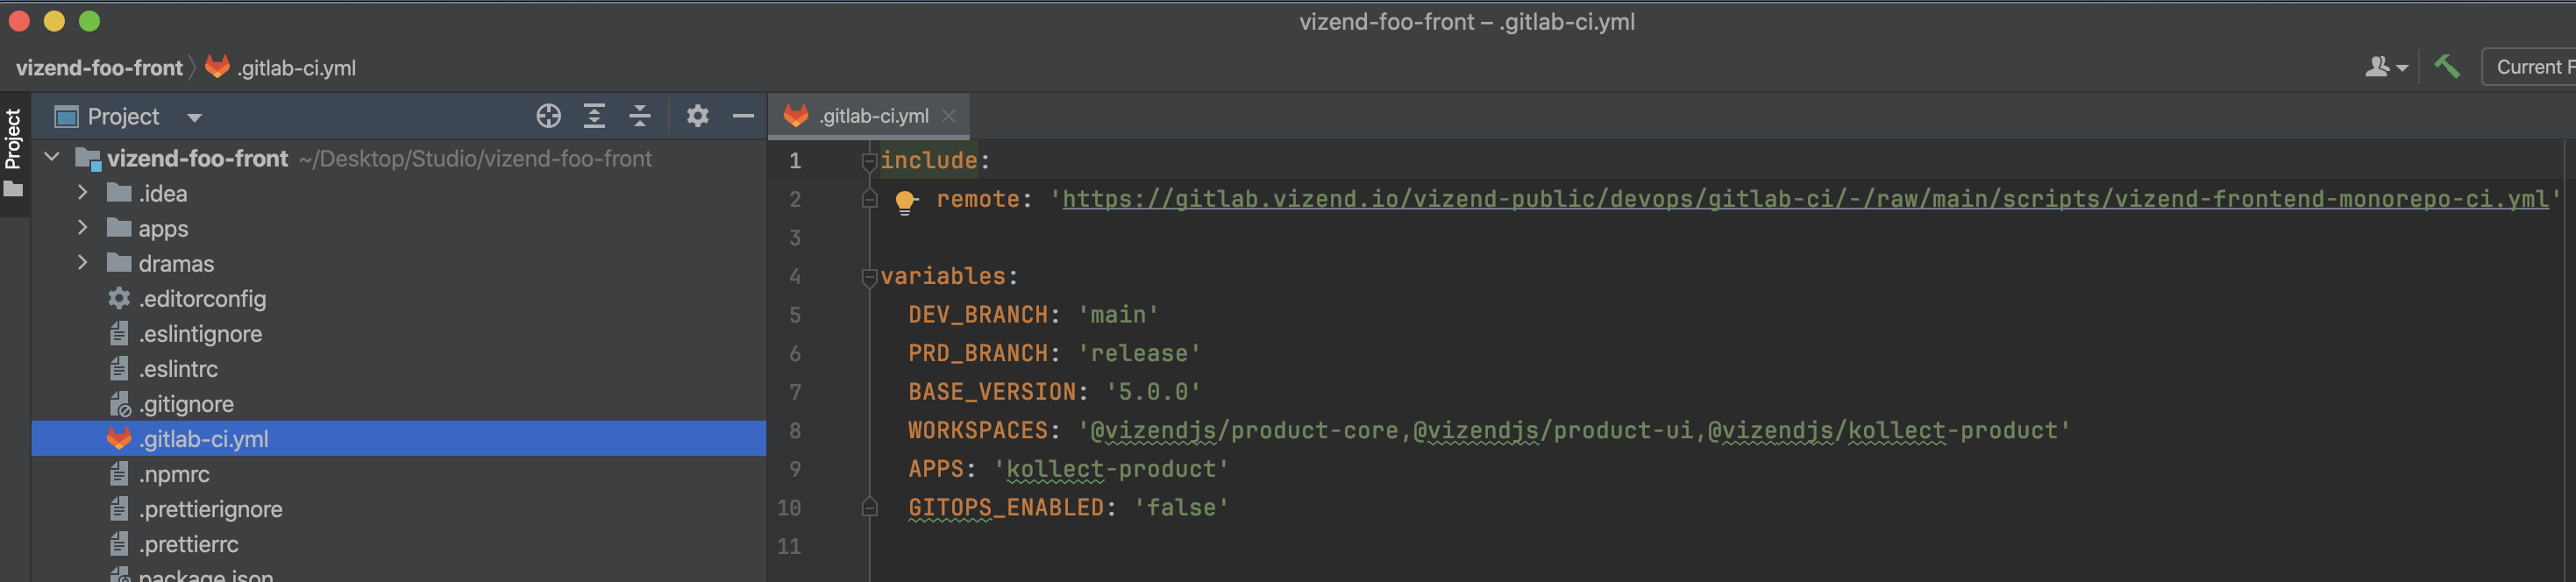 vizend-foo-front – .gitlab-ci.yml
vizend-foo-front .gitlab-ci.yml
Current F
Project
Project
.gitlab-ci.yml
vizend-foo-front ~/Desktop/Studio/vizend-foo-front
.idea
apps
dramas
.editorconfig
.eslintignore
.eslintrc
.gitignore
.gitlab-ci.yml
.npmrc
.prettierignore
.prettierrc
package.json
1 include:
2 - remote: 'https://gitlab.vizend.io/vizend-public/devops/gitlab-ci/-/raw/main/scripts/vizend-frontend-monorepo-ci.yml'
3
4 variables:
5 DEV_BRANCH: 'main'
6 PRD_BRANCH: 'release'
7 BASE_VERSION: '5.0.0'
8 WORKSPACES: '@vizendjs/product-core,@vizendjs/product-ui,@vizendjs/kollect-product'
9 APPS: 'kollect-product'
10 GITOPS_ENABLED: 'false'
11